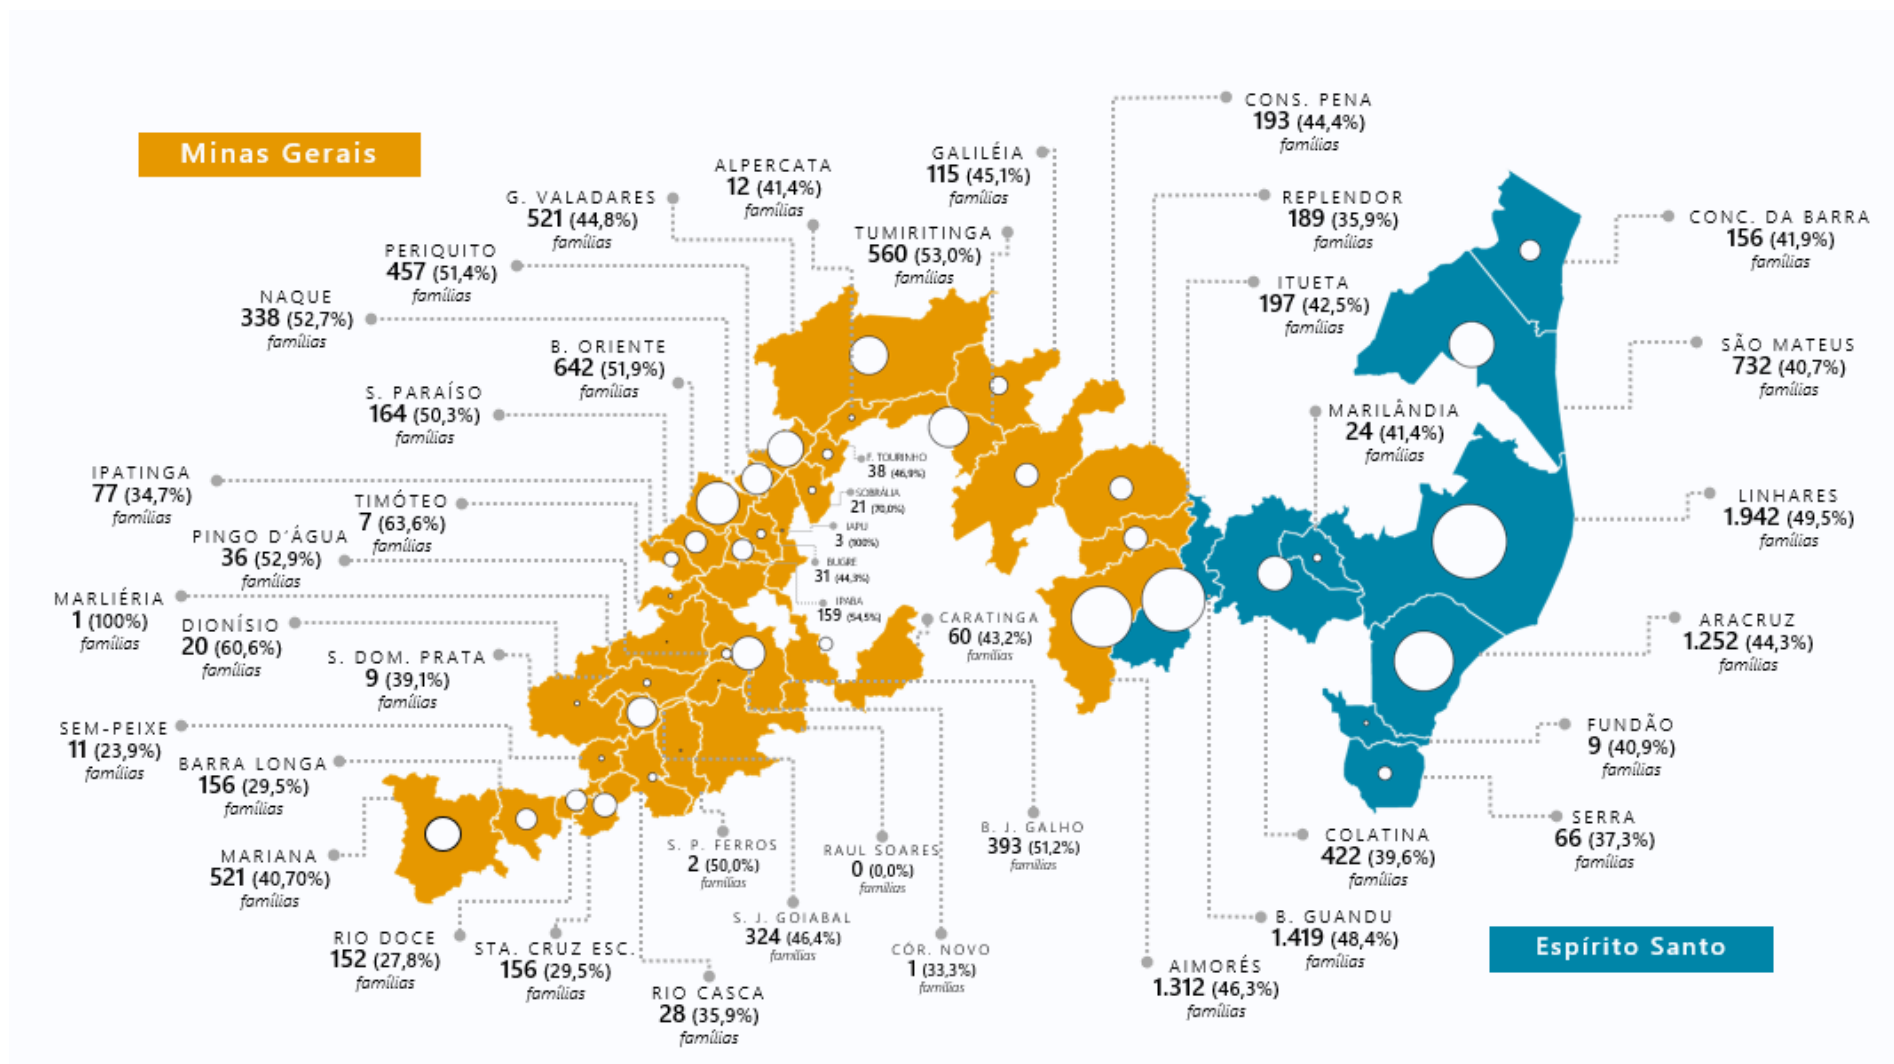 Minas Gerais
CONS. PENA
193 (44,4%)
famílias
GALILÉIA
115 (45,1%)
famílias
ALPERCATA
12 (41,4%)
famílias
G. VALADARES
521 (44,8%)
famílias
TUMIRITINGA
560 (53,0%)
famílias
REPLENDOR
189 (35,9%)
famílias
CONC. DA BARRA
156 (41,9%)
famílias
PERIQUITO
457 (51,4%)
famílias
ITUETA
197 (42,5%)
famílias
NAQUE
338 (52,7%)
famílias
B. ORIENTE
642 (51,9%)
famílias
SÃO MATEUS
732 (40,7%)
famílias
S. PARAÍSO
164 (50,3%)
famílias
MARILÂNDIA
24 (41,4%)
famílias
F. TOURINHO
38 (46,9%)
IPATINGA
77 (34,7%)
famílias
SOBRÁLIA
21 (70,0%)
LINHARES
1.942 (49,5%)
famílias
TIMÓTEO
7 (63,6%)
famílias
IAPU
3 (100%)
PINGO D'ÁGUA
36 (52,9%)
famílias
BUGRE
31 (44,3%)
MARLIÉRIA
1 (100%)
famílias
IPABA
159 (54,5%)
DIONÍSIO
20 (60,6%)
famílias
CARATINGA
60 (43,2%)
famílias
ARACRUZ
1.252 (44,3%)
famílias
S. DOM. PRATA
9 (39,1%)
famílias
SEM-PEIXE
11 (23,9%)
famílias
FUNDÃO
9 (40,9%)
famílias
BARRA LONGA
156 (29,5%)
famílias
SERRA
66 (37,3%)
famílias
MARIANA
521 (40,70%)
famílias
S. P. FERROS
2 (50,0%)
famílias
RAUL SOARES
0 (0,0%)
famílias
B. J. GALHO
393 (51,2%)
famílias
COLATINA
422 (39,6%)
famílias
S. J. GOIABAL
324 (46,4%)
famílias
B. GUANDU
1.419 (48,4%)
famílias
RIO DOCE
152 (27,8%)
famílias
STA. CRUZ ESC.
156 (29,5%)
famílias
CÓR. NOVO
1 (33,3%)
famílias
AIMORÉS
1.312 (46,3%)
famílias
RIO CASCA
28 (35,9%)
famílias
Espírito Santo